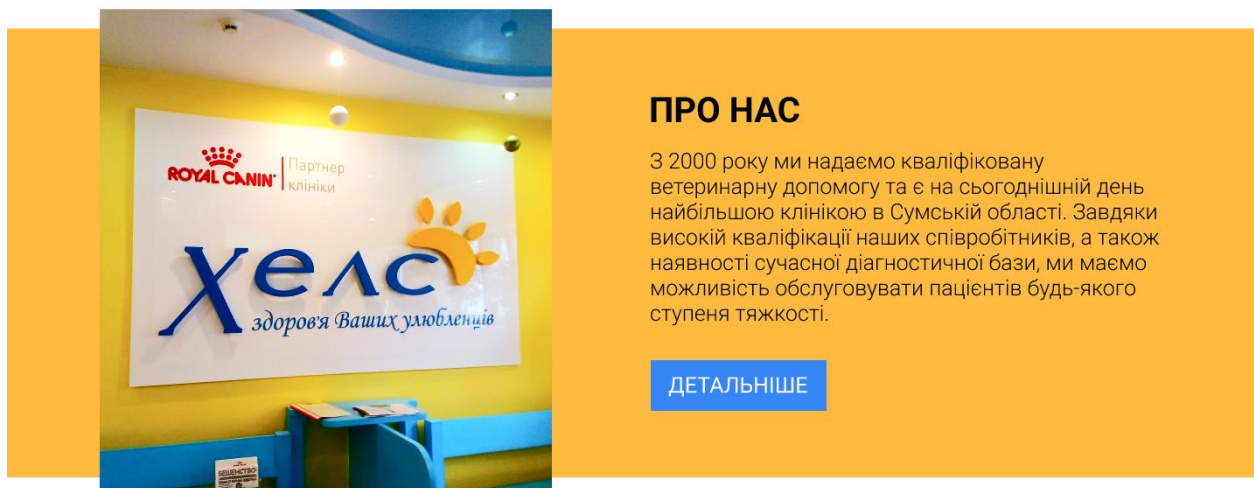 ROYAL CANIN
Партнер
клініки
Хелс
здоров'я Ваших улюбленців
БЕШЕНСТВО
ПРО НАС
З 2000 року ми надаємо кваліфіковану
ветеринарну допомогу та є на сьогоднішній день
найбільшою клінікою в Сумській області. Завдяки
високій кваліфікації наших співробітників, а також
наявності сучасної діагностичної бази, ми маємо
можливість обслуговувати пацієнтів будь-якого
ступеня тяжкості.
ДЕТАЛЬНІШЕ